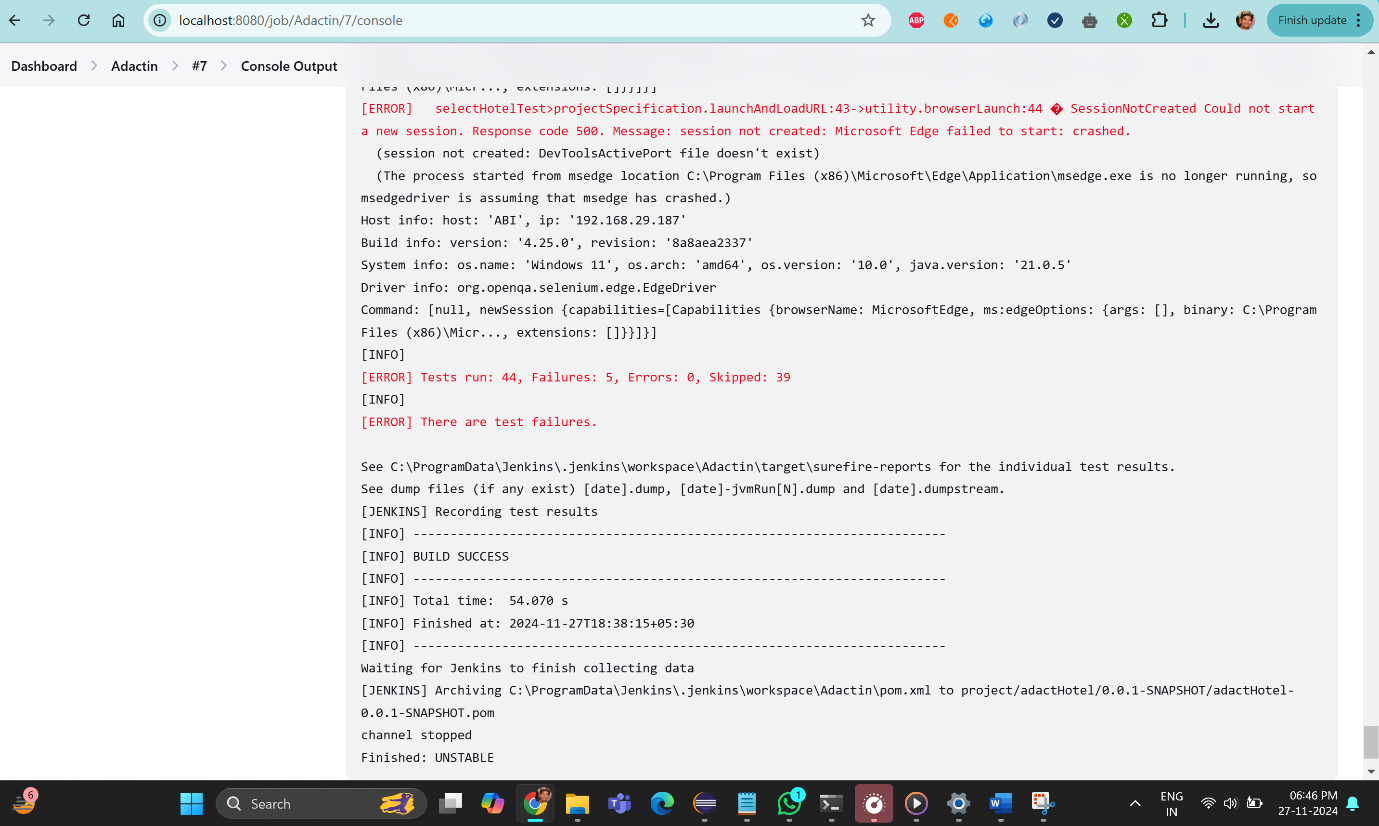 localhost:8080/job/Adactin/7/console
ABP
Finish update
Dashboard > Adactin > #7 > Console Output
Files (x86)\Micr..., extensions: []}}]}]
[ERROR]   selectHotelTest>projectSpecification.launchAndLoadURL:43->utility.browserLaunch:44 � SessionNotCreated Could not start
a new session. Response code 500. Message: session not created: Microsoft Edge failed to start: crashed.
(session not created: DevToolsActivePort file doesn't exist)
(The process started from msedge location C:\Program Files (x86)\Microsoft\Edge\Application\msedge.exe is no longer running, so
msedgedriver is assuming that msedge has crashed.)
Host info: host: 'ABI', ip: '192.168.29.187'
Build info: version: '4.25.0', revision: '8a8aea2337'
System info: os.name: 'Windows 11', os.arch: 'amd64', os.version: '10.0', java.version: '21.0.5'
Driver info: org.openqa.selenium.edge.EdgeDriver
Command: [null, newSession {capabilities=[Capabilities {browserName: MicrosoftEdge, ms:edgeOptions: {args: [], binary: C:\Program
Files (x86)\Micr..., extensions: []}}]}]
[INFO]
[ERROR] Tests run: 44, Failures: 5, Errors: 0, Skipped: 39
[INFO]
[ERROR] There are test failures.
See C:\ProgramData\Jenkins\.jenkins\workspace\Adactin\target\surefire-reports for the individual test results.
See dump files (if any exist) [date].dump, [date]-jvmRun[N].dump and [date].dumpstream.
[JENKINS] Recording test results
[INFO] ------------------------------------------------------------------------
[INFO] BUILD SUCCESS
[INFO] ------------------------------------------------------------------------
[INFO] Total time:  54.070 s
[INFO] Finished at: 2024-11-27T18:38:15+05:30
[INFO] ------------------------------------------------------------------------
Waiting for Jenkins to finish collecting data
[JENKINS] Archiving C:\ProgramData\Jenkins\.jenkins\workspace\Adactin\pom.xml to project/adactHotel/0.0.1-SNAPSHOT/adactHotel-
0.0.1-SNAPSHOT.pom
channel stopped
Finished: UNSTABLE
6
Search
1
ENG
IN
06:46 PM
27-11-2024